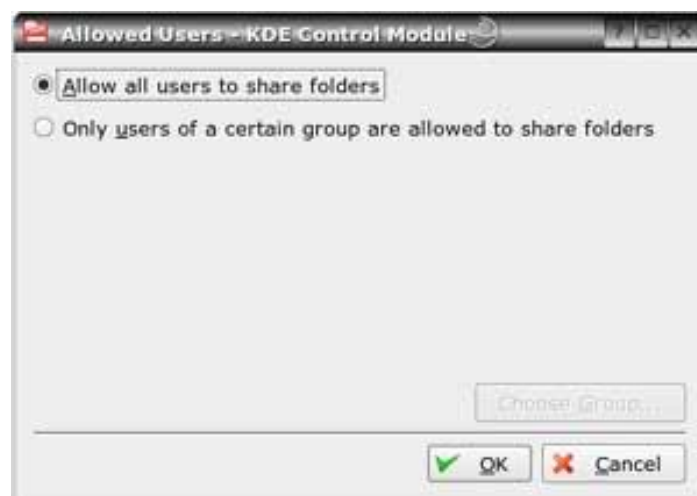 Allowed Users - KDE Control Module
Allow all users to share folders
Only users of a certain group are allowed to share folders
Choose Group...
OK
Cancel